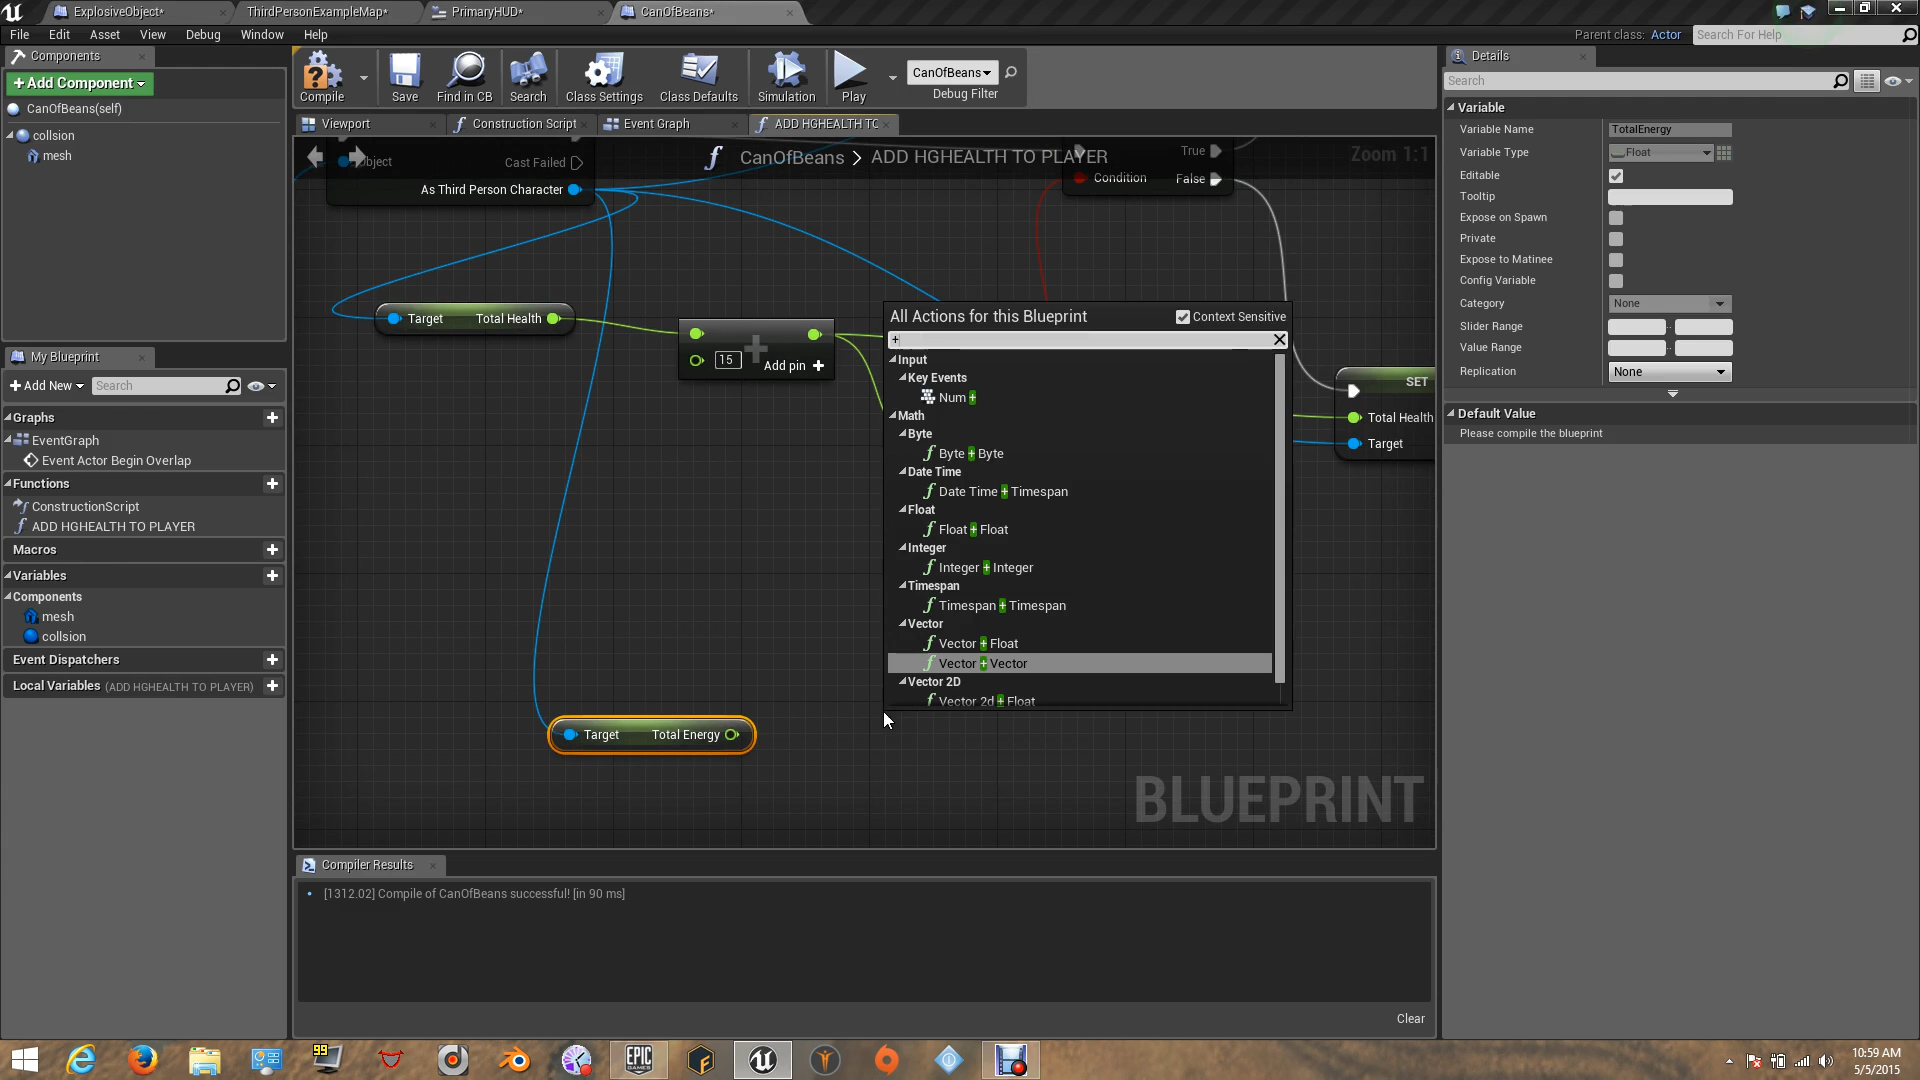 ExplosiveObject*
ThirdPersonExampleMap*
PrimaryHUD*
CanOfBeans*
File Edit Asset View Debug Window Help
Parent class: Actor
Search For Help
Components
+Add Component
CanOfBeans(self)
collsion
mesh
Compile
Save
Find in CB
Search
Class Settings
Class Defaults
Simulation
Play
CanOfBeans
Debug Filter
Viewport
Construction Script
Event Graph
ADD HGHEALTH TO
CanOfBeans > ADD HGHEALTH TO PLAYER
Zoom 1:1
Cast Failed
As Third Person Character
True
Condition
False
Target Total Health
15
Add pin +
SET
Total Health
Target
Target Total Energy
BLUEPRINT
All Actions for this Blueprint
Context Sensitive
+
Input
Key Events
Num +
Math
Byte
Byte + Byte
Date Time
Date Time + Timespan
Float
Float + Float
Integer
Integer + Integer
Timespan
Timespan + Timespan
Vector
Vector + Float
Vector + Vector
Vector 2D
Vector 2d + Float
My Blueprint
+Add New
Search
Graphs
EventGraph
Event Actor Begin Overlap
Functions
ConstructionScript
ADD HGHEALTH TO PLAYER
Macros
Variables
Components
mesh
collsion
Event Dispatchers
Local Variables (ADD HGHEALTH TO PLAYER)
Compiler Results
[1312.02] Compile of CanOfBeans successful! [in 90 ms]
Clear
Details
Search
Variable
Variable Name TotalEnergy
Variable Type Float
Editable
Tooltip
Expose on Spawn
Private
Expose to Matinee
Config Variable
Category None
Slider Range
Value Range
Replication None
Default Value
Please compile the blueprint
99
EPIC
GAMES
10:59 AM
5/5/2015